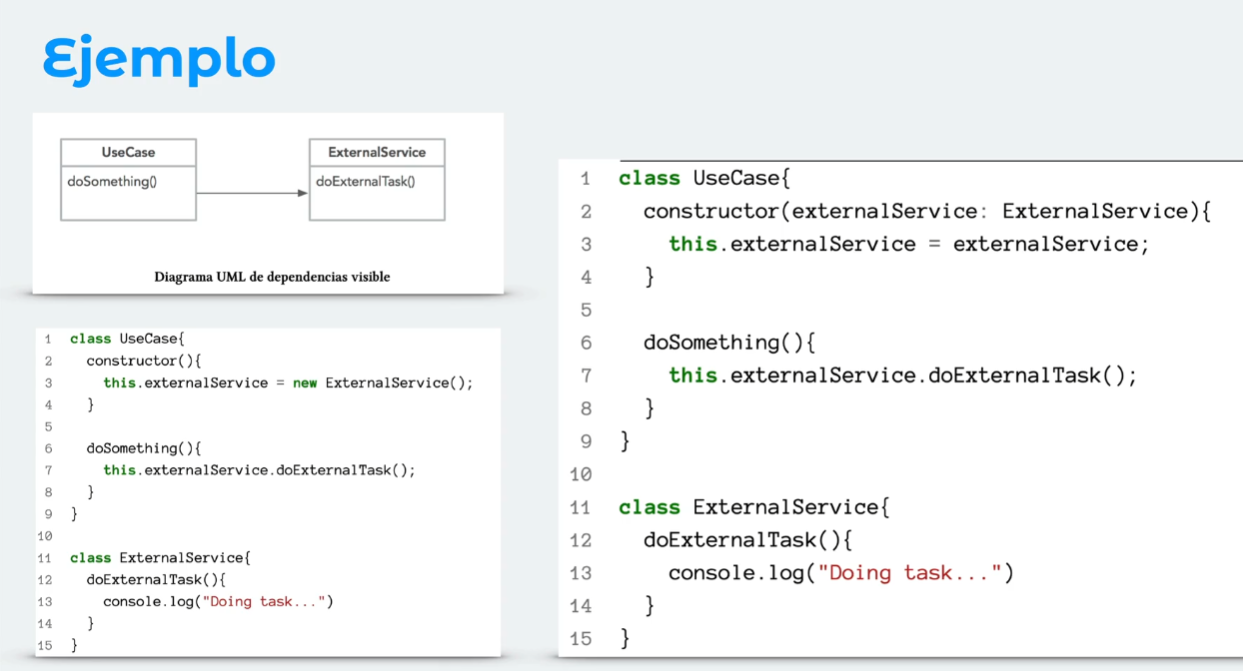 Ejemplo
UseCase
doSomething()
ExternalService
doExternalTask()
Diagrama UML de dependencias visible
1 class UseCase{
2   constructor(){
3     this.externalService = new ExternalService();
4   }
5
6   doSomething(){
7     this.externalService.doExternalTask();
8   }
9 }
10
11 class ExternalService{
12   doExternalTask(){
13     console.log("Doing task...")
14   }
15 }
1 class UseCase{
2   constructor(externalService: ExternalService){
3     this.externalService = externalService;
4   }
5
6   doSomething(){
7     this.externalService.doExternalTask();
8   }
9 }
10
11 class ExternalService{
12   doExternalTask(){
13     console.log("Doing task...")
14   }
15 }